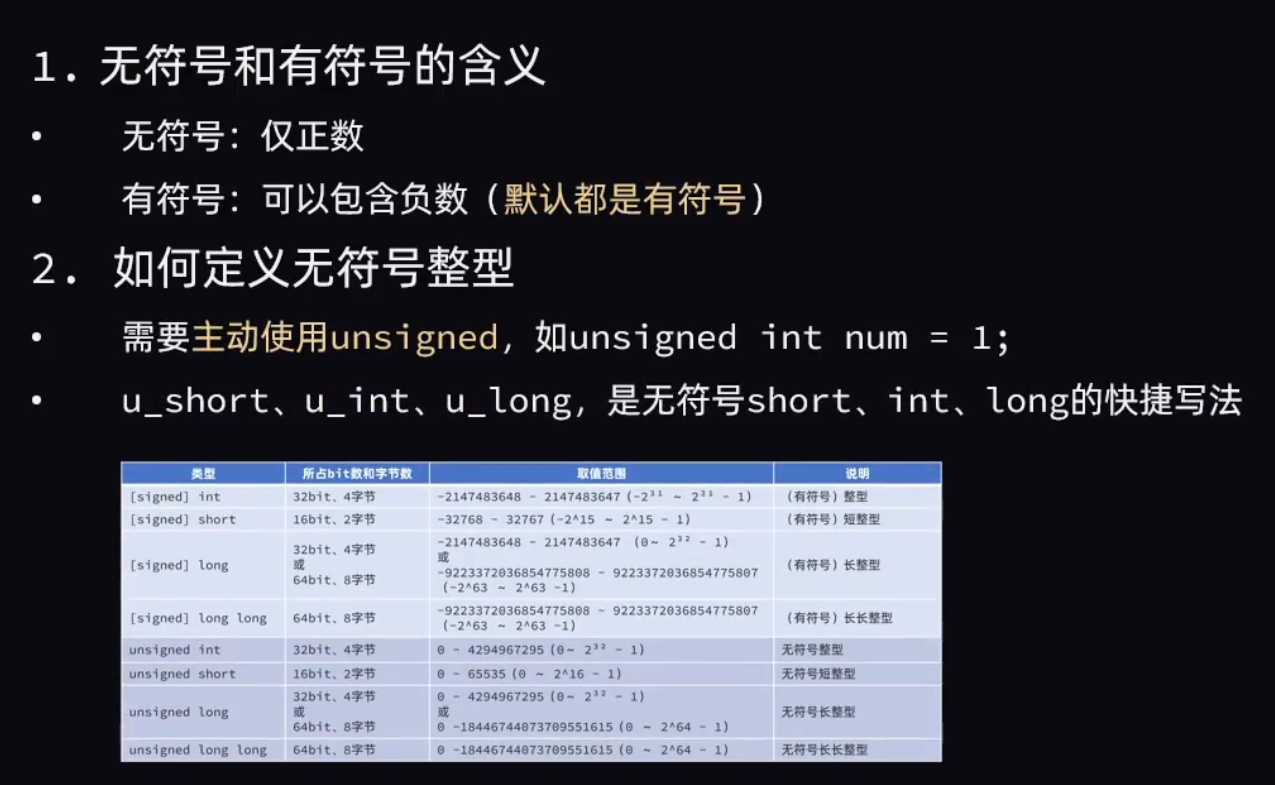 1. 无符号和有符号的含义
• 无符号：仅正数
• 有符号：可以包含负数（默认都是有符号）
2. 如何定义无符号整型
• 需要主动使用unsigned，如unsigned int num = 1;
• u_short、u_int、u_long，是无符号short、int、long的快捷写法
类型 所占bit数和字节数 取值范围 说明
[signed] int 32bit、4字节 -2147483648 - 2147483647 (-2³¹ ~ 2³¹ - 1) （有符号）整型
[signed] short 16bit、2字节 -32768 - 32767 (-2^15 ~ 2^15 - 1) （有符号）短整型
[signed] long
32bit、4字节
或
64bit、8字节
-2147483648 - 2147483647 (0~ 2³² - 1)
或
-9223372036854775808 - 9223372036854775807
(-2^63 ~ 2^63 -1)
（有符号）长整型
[signed] long long 64bit、8字节
-9223372036854775808 - 9223372036854775807
(-2^63 ~ 2^63 -1)
（有符号）长长整型
unsigned int 32bit、4字节 0 - 4294967295 (0~ 2³² - 1) 无符号整型
unsigned short 16bit、2字节 0 - 65535 (0 ~ 2^16 - 1) 无符号短整型
unsigned long
32bit、4字节
或
64bit、8字节
0 - 4294967295 (0~ 2³² - 1)
或
0 -18446744073709551615 (0 ~ 2^64 - 1)
无符号长整型
unsigned long long 64bit、8字节 0 -18446744073709551615 (0 ~ 2^64 - 1) 无符号长长整型